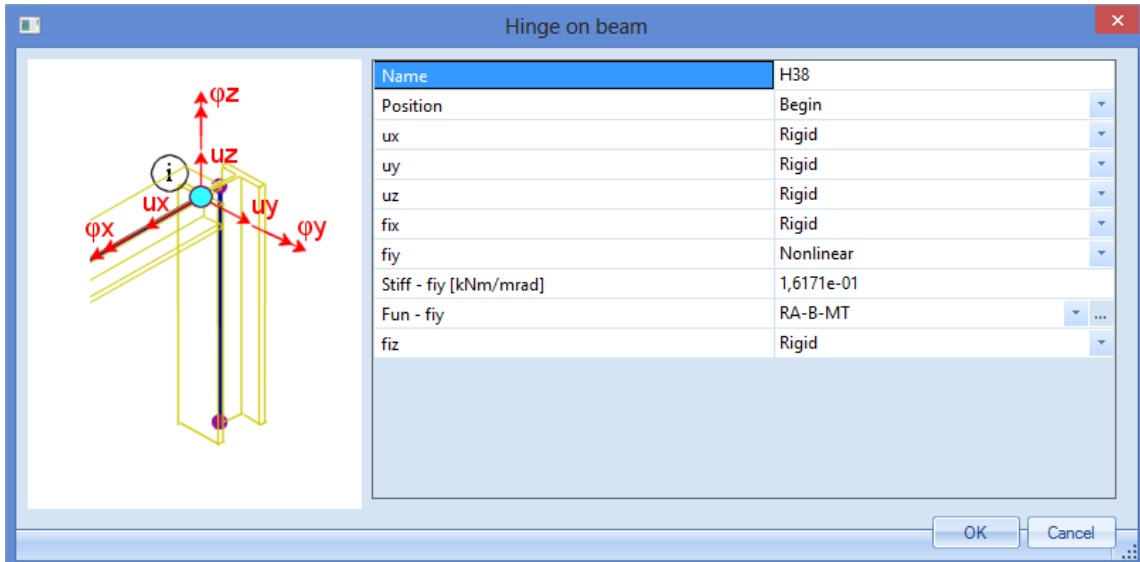 Hinge on beam
φz
uz
i
ux
uy
φx
φy
Name H38
Position Begin
ux Rigid
uy Rigid
uz Rigid
fix Rigid
fiy Nonlinear
Stiff - fiy [kNm/mrad] 1,6171e-01
Fun - fiy RA-B-MT ...
fiz Rigid
OK Cancel